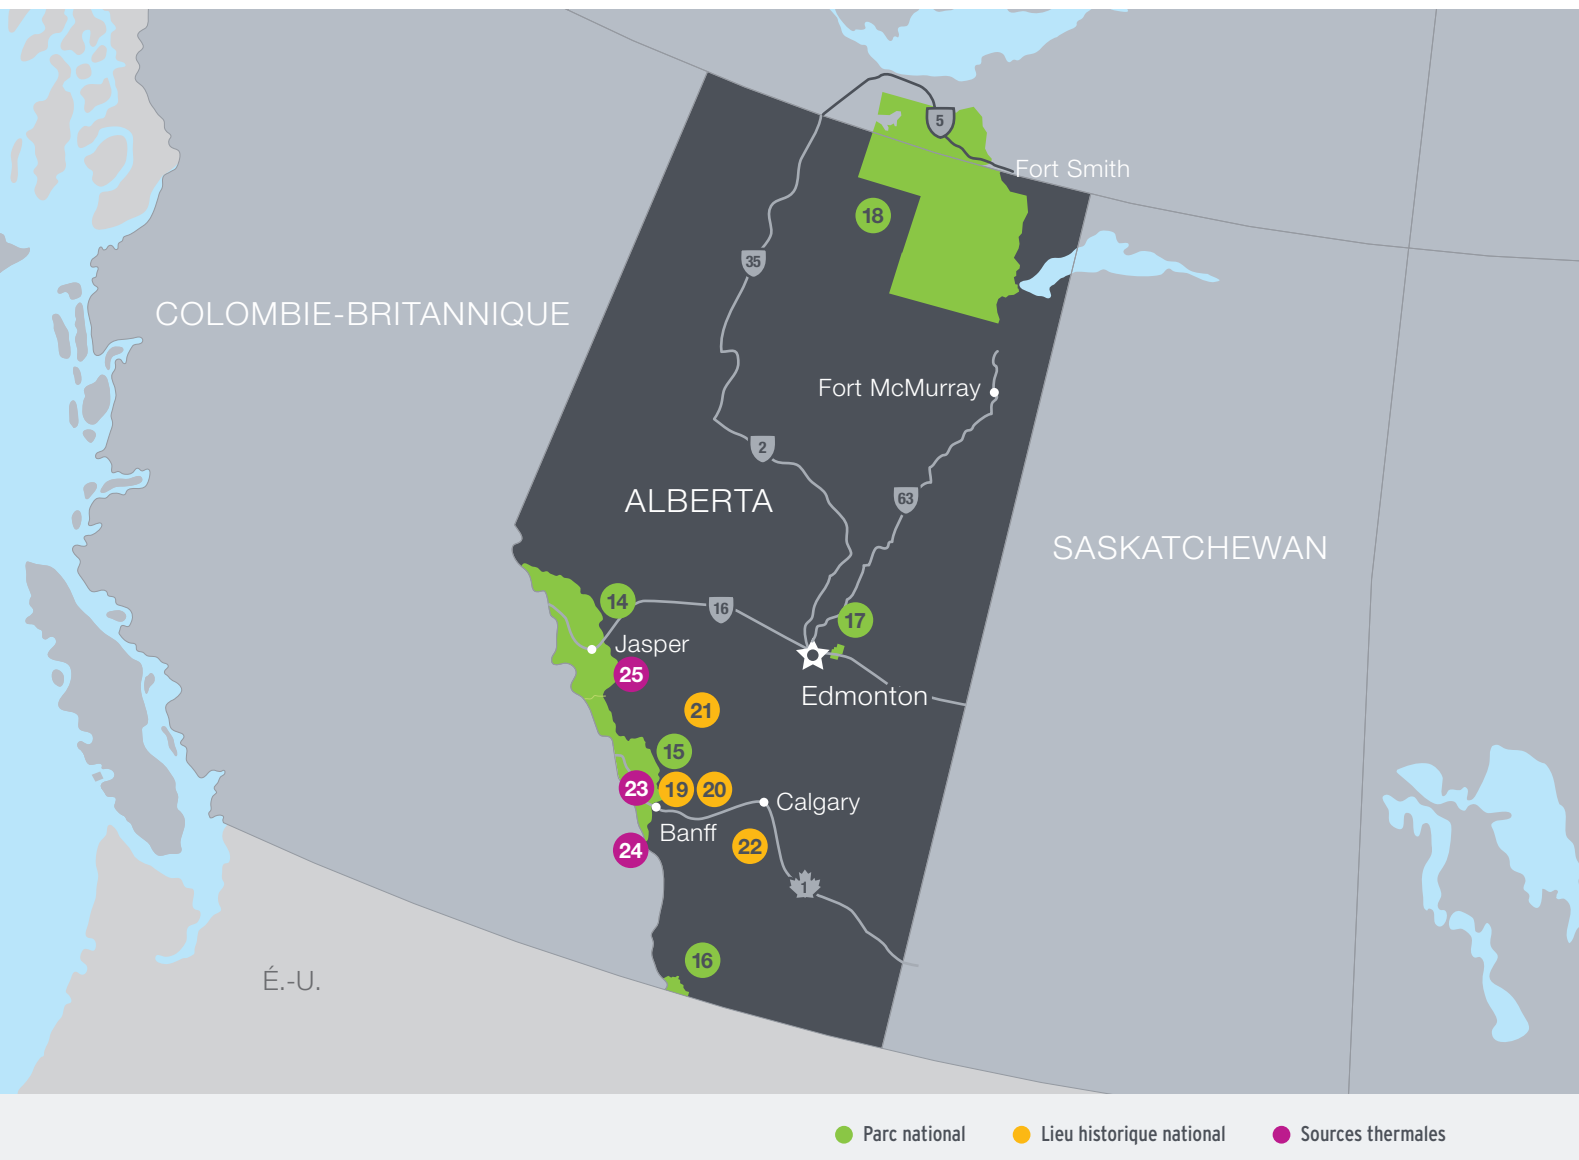 5
Fort Smith
18
35
COLOMBIE-BRITANNIQUE
Fort McMurray
2
63
ALBERTA
SASKATCHEWAN
14
16
17
Jasper
25
Edmonton
21
15
23
19
20
Calgary
Banff
24
22
1
16
É.-U.
Parc national
Lieu historique national
Sources thermales